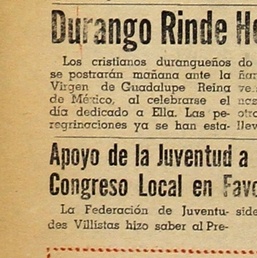 Durango Rinde H
Los cristianos durangueños
se postrarán mañana ante la
Virgen de Guadalupe Reina
de México, al celebrarse el
día dedicado a Ella. Las pe-
regrinaciones ya se han esta-
do
Apoyo de la Juventud a
Congreso Local en Favo
La Federación de Juventu-
des Villistas hizo saber al Pre-
side